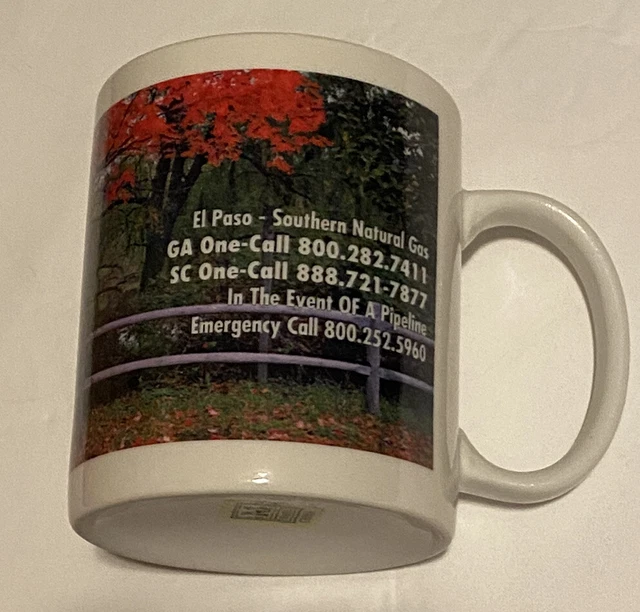 El Paso - Southern Natural Gas
GA One-Call 800.282.7411
SC One-Call 888.721-7877
In The Event OF A Pipeline
Emergency Call 800.252.5960